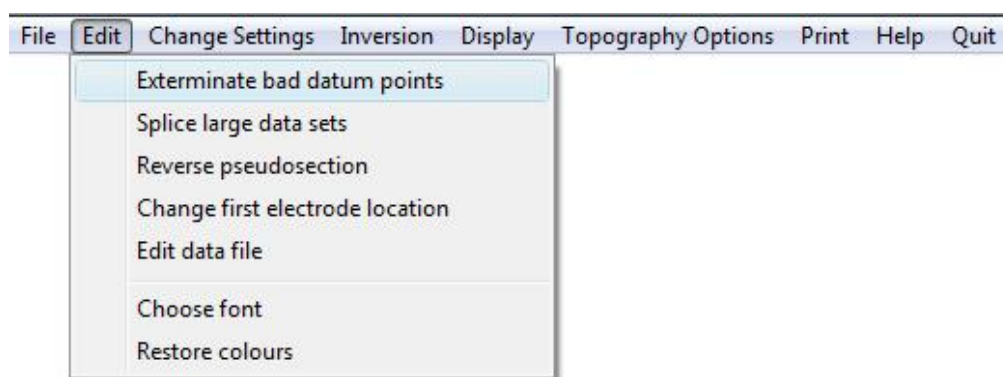 File Edit Change Settings Inversion Display Topography Options Print Help Quit
Exterminate bad datum points
Splice large data sets
Reverse pseudosection
Change first electrode location
Edit data file
Choose font
Restore colours